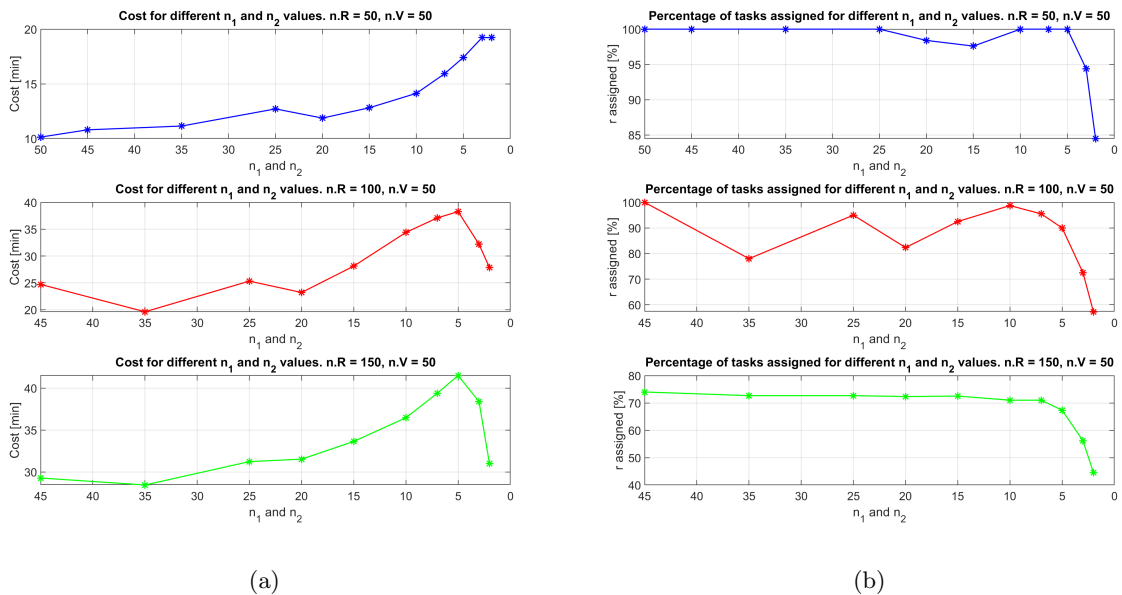 Cost for different n1 and n2 values. n.R = 50, n.V = 50
Cost [min]
20
15
10
50 45 40 35 30 25 20 15 10 5 0
n1 and n2
Cost for different n1 and n2 values. n.R = 100, n.V = 50
Cost [min]
40
35
30
25
20
45 40 35 30 25 20 15 10 5 0
n1 and n2
Cost for different n1 and n2 values. n.R = 150, n.V = 50
Cost [min]
40
35
30
45 40 35 30 25 20 15 10 5 0
n1 and n2
(a)
Percentage of tasks assigned for different n1 and n2 values. n.R = 50, n.V = 50
r assigned [%]
100
95
90
85
50 45 40 35 30 25 20 15 10 5 0
n1 and n2
Percentage of tasks assigned for different n1 and n2 values. n.R = 100, n.V = 50
r assigned [%]
100
90
80
70
60
45 40 35 30 25 20 15 10 5 0
n1 and n2
Percentage of tasks assigned for different n1 and n2 values. n.R = 150, n.V = 50
r assigned [%]
80
70
60
50
40
45 40 35 30 25 20 15 10 5 0
n1 and n2
(b)